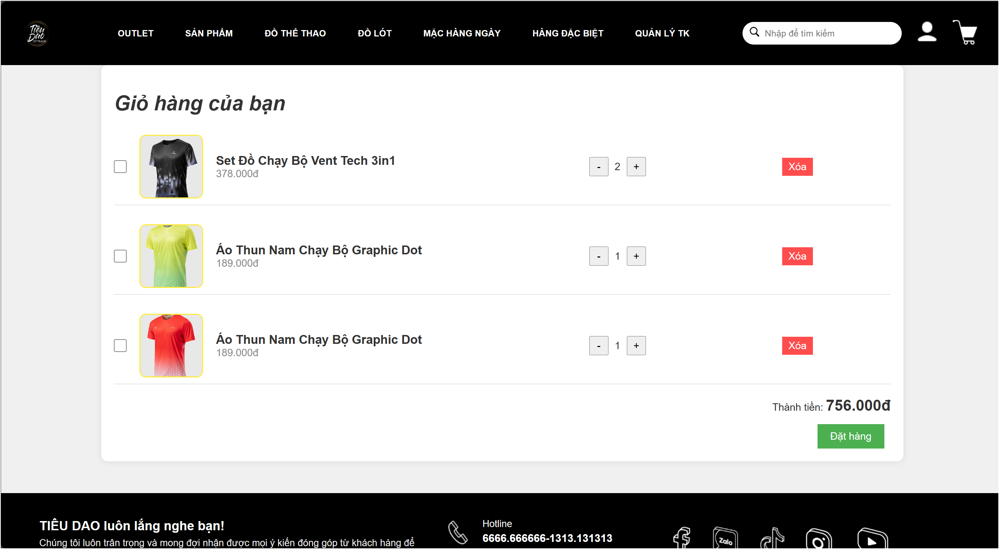 Tiêu
Dao
CỔ TRANG
OUTLET SẢN PHẨM ĐỒ THỂ THAO ĐỒ LÓT MẶC HÀNG NGÀY HÀNG ĐẶC BIỆT QUẢN LÝ TK Nhập để tìm kiếm
Giỏ hàng của bạn
Set Đồ Chạy Bộ Vent Tech 3in1
378.000đ
- 2 + Xóa
Áo Thun Nam Chạy Bộ Graphic Dot
189.000đ
- 1 + Xóa
Áo Thun Nam Chạy Bộ Graphic Dot
189.000đ
- 1 + Xóa
Thành tiền: 756.000đ
Đặt hàng
TIÊU DAO luôn lắng nghe bạn!
Chúng tôi luôn trân trọng và mong đợi nhận được mọi ý kiến đóng góp từ khách hàng để
Hotline
6666.666666-1313.131313
Zalo